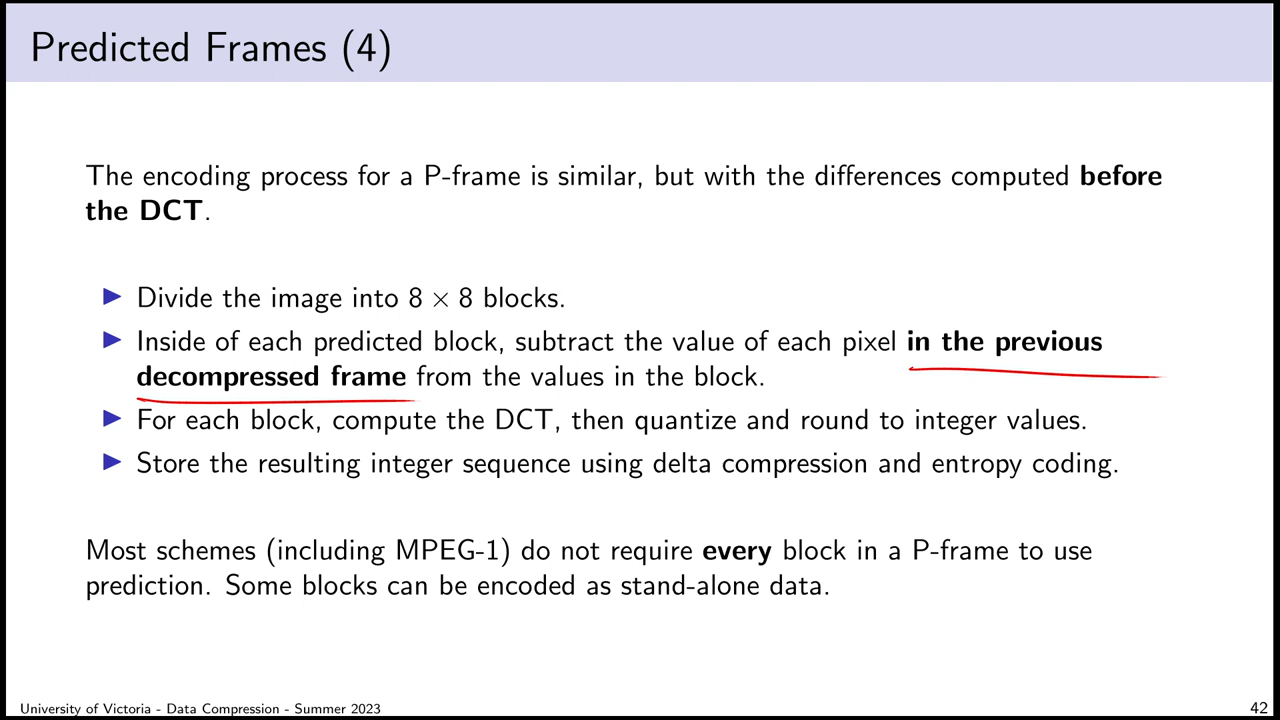 Predicted Frames (4)
The encoding process for a P-frame is similar, but with the differences computed before
the DCT.
▶ Divide the image into 8 × 8 blocks.
▶ Inside of each predicted block, subtract the value of each pixel in the previous
decompressed frame from the values in the block.
▶ For each block, compute the DCT, then quantize and round to integer values.
▶ Store the resulting integer sequence using delta compression and entropy coding.
Most schemes (including MPEG-1) do not require every block in a P-frame to use
prediction. Some blocks can be encoded as stand-alone data.
University of Victoria - Data Compression - Summer 2023
42